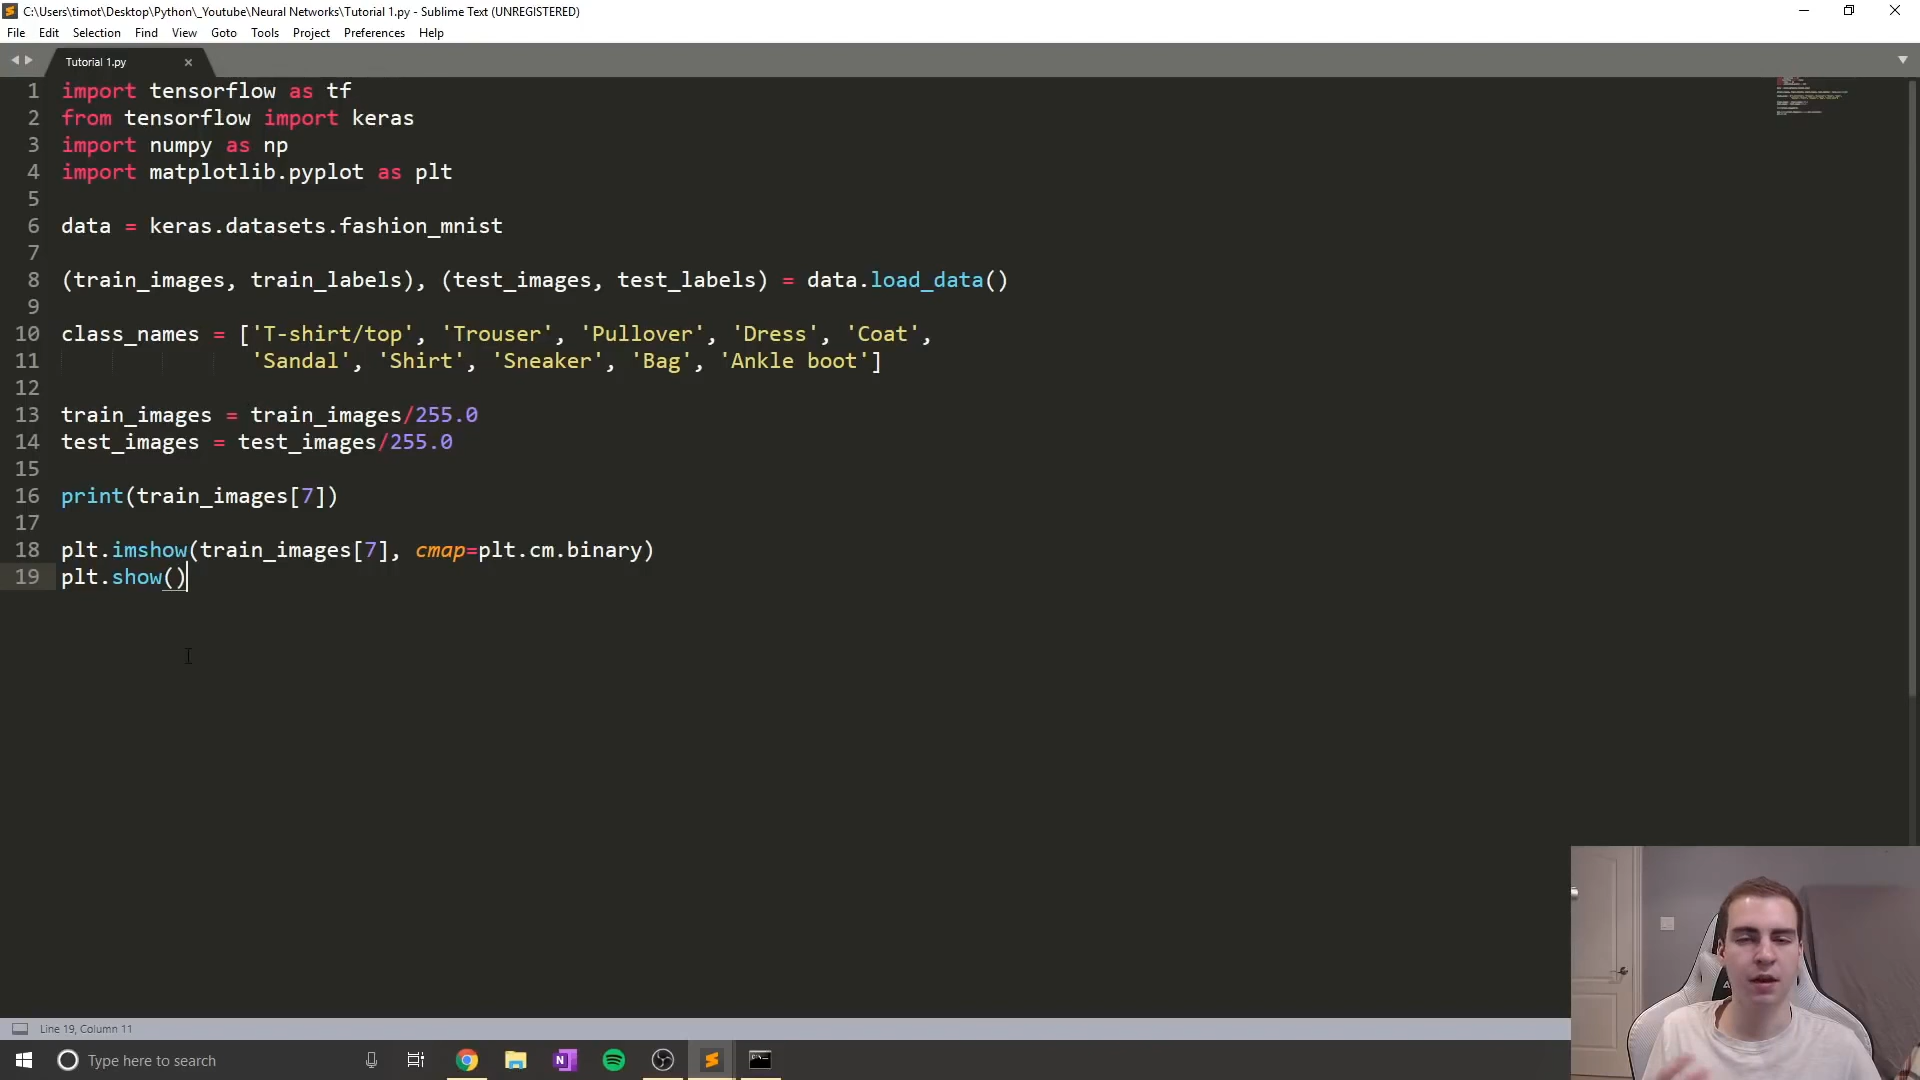 C:\Users\timot\Desktop\Python\_Youtube\Neural Networks\Tutorial 1.py - Sublime Text (UNREGISTERED)
File Edit Selection Find View Goto Tools Project Preferences Help
Tutorial 1.py
1 import tensorflow as tf
2 from tensorflow import keras
3 import numpy as np
4 import matplotlib.pyplot as plt
5
6 data = keras.datasets.fashion_mnist
7
8 (train_images, train_labels), (test_images, test_labels) = data.load_data()
9
10 class_names = ['T-shirt/top', 'Trouser', 'Pullover', 'Dress', 'Coat',
11 'Sandal', 'Shirt', 'Sneaker', 'Bag', 'Ankle boot']
12
13 train_images = train_images/255.0
14 test_images = test_images/255.0
15
16 print(train_images[7])
17
18 plt.imshow(train_images[7], cmap=plt.cm.binary)
19 plt.show()
Line 19, Column 11
Type here to search